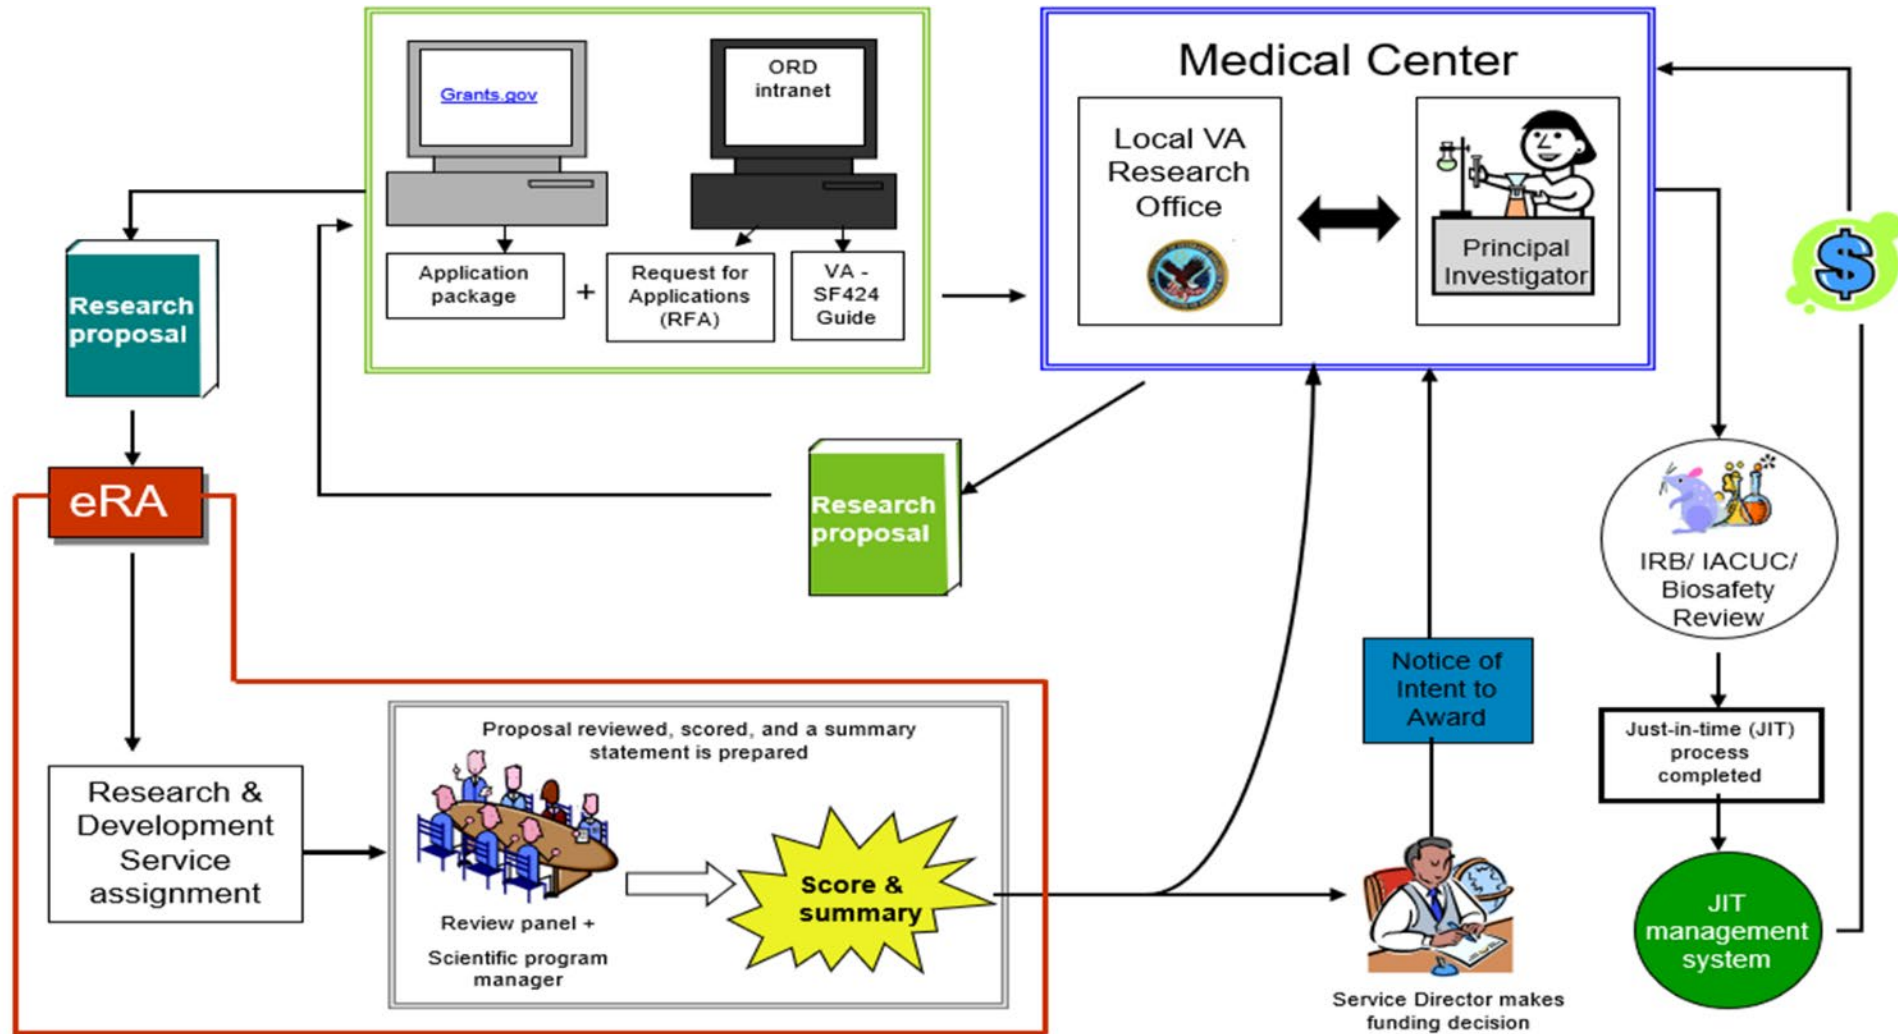 Grants.gov
ORD
intranet
Application
package
+
Request for
Applications
(RFA)
VA -
SF424
Guide
Medical Center
Local VA
Research
Office
Principal
Investigator
$
Research
proposal
Research
proposal
eRA
IRB/ IACUC/
Biosafety
Review
Notice of
Intent to
Award
Just-in-time (JIT)
process
completed
Proposal reviewed, scored, and a summary
statement is prepared
Research &
Development
Service
assignment
Review panel +
Scientific program
manager
Score &
summary
JIT
management
system
Service Director makes
funding decision